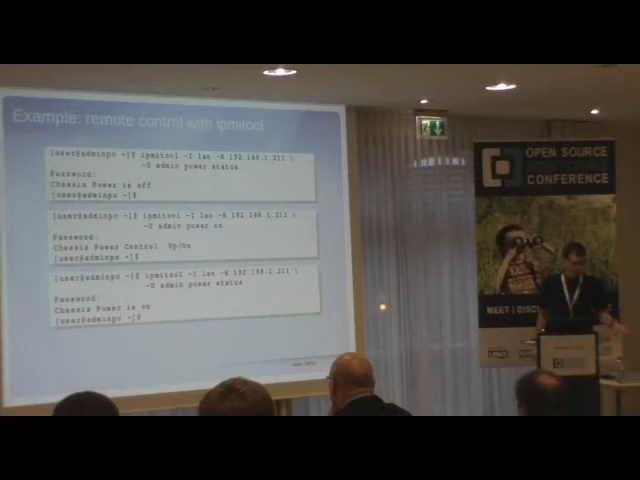 Example: remote control with ipmitool
[user@adminpc ~]$ ipmitool -I lan -H 192.168.1.211 \
-U admin power status
Password:
Chassis Power is off
[user@adminpc ~]$
[user@adminpc ~]$ ipmitool -I lan -H 192.168.1.211 \
-U admin power on
Password:
Chassis Power Control: Up/On
[user@adminpc ~]$
[user@adminpc ~]$ ipmitool -I lan -H 192.168.1.211 \
-U admin power status
Password:
Chassis Power is on
[user@adminpc ~]$
OPEN SOURCE
CONFERENCE
MEET |